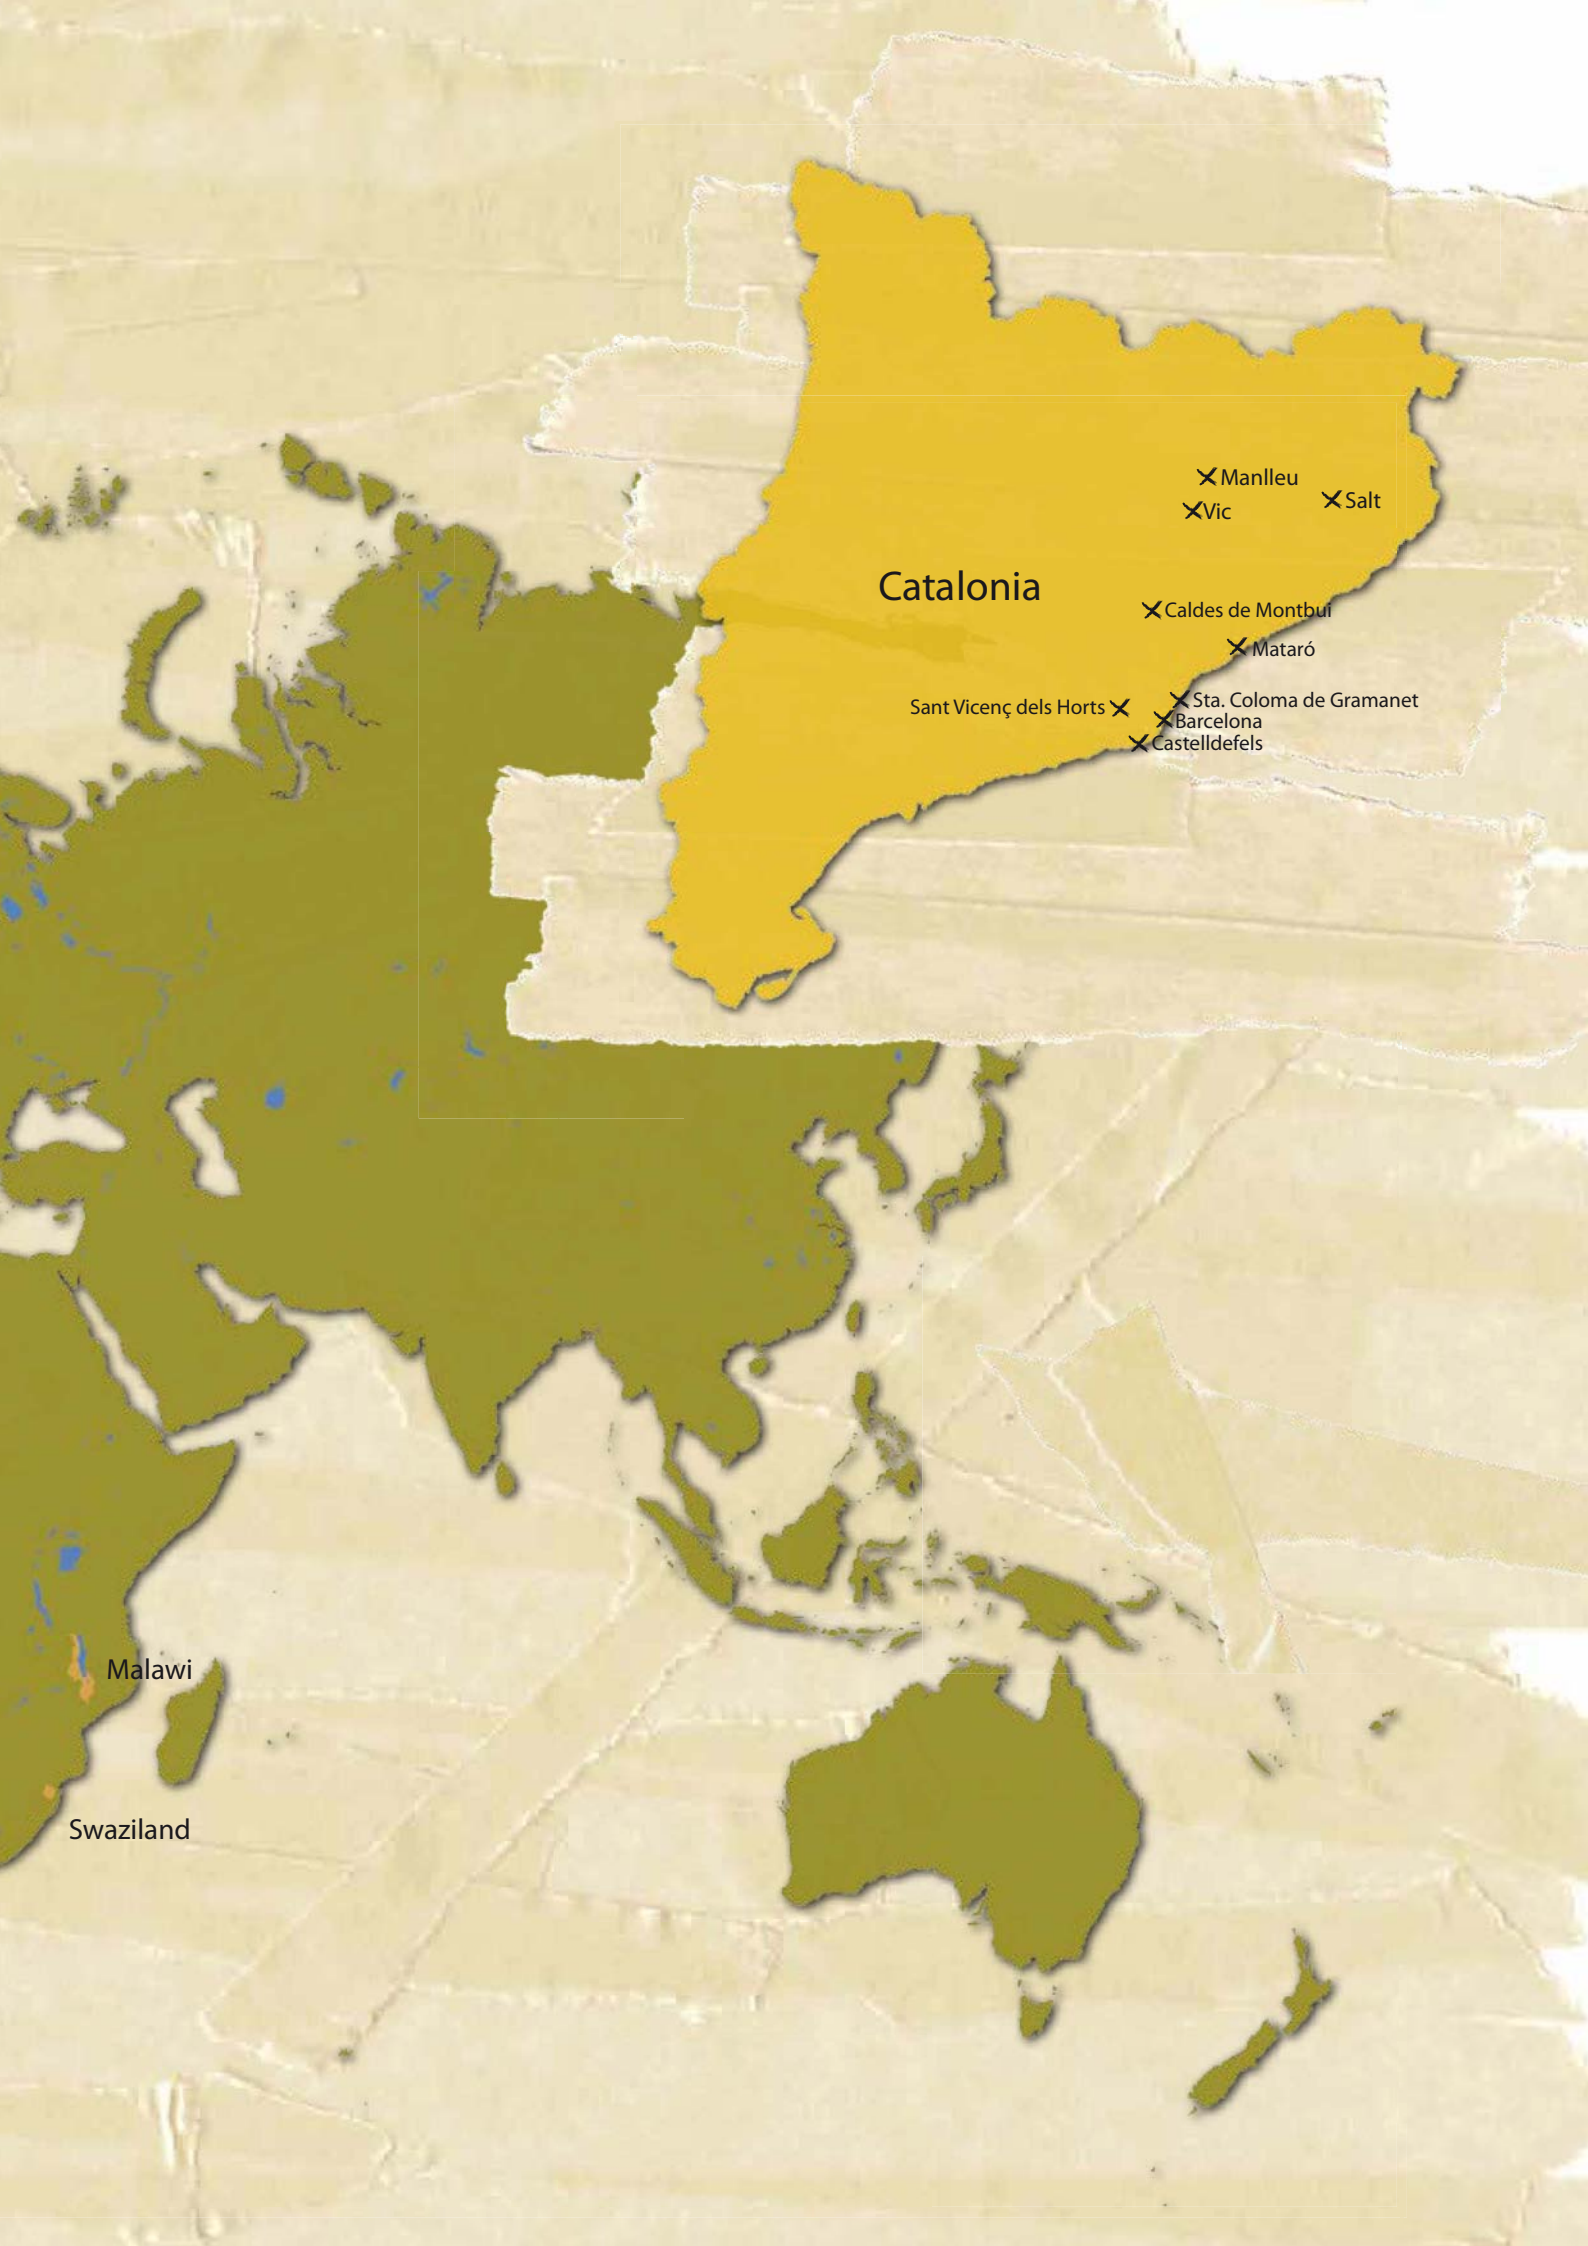 Manlleu
Salt
Vic
Catalonia
Caldes de Montbui
Mataró
Sta. Coloma de Gramanet
Sant Vicenç dels Horts
Barcelona
Castelldefels
Malawi
Swaziland